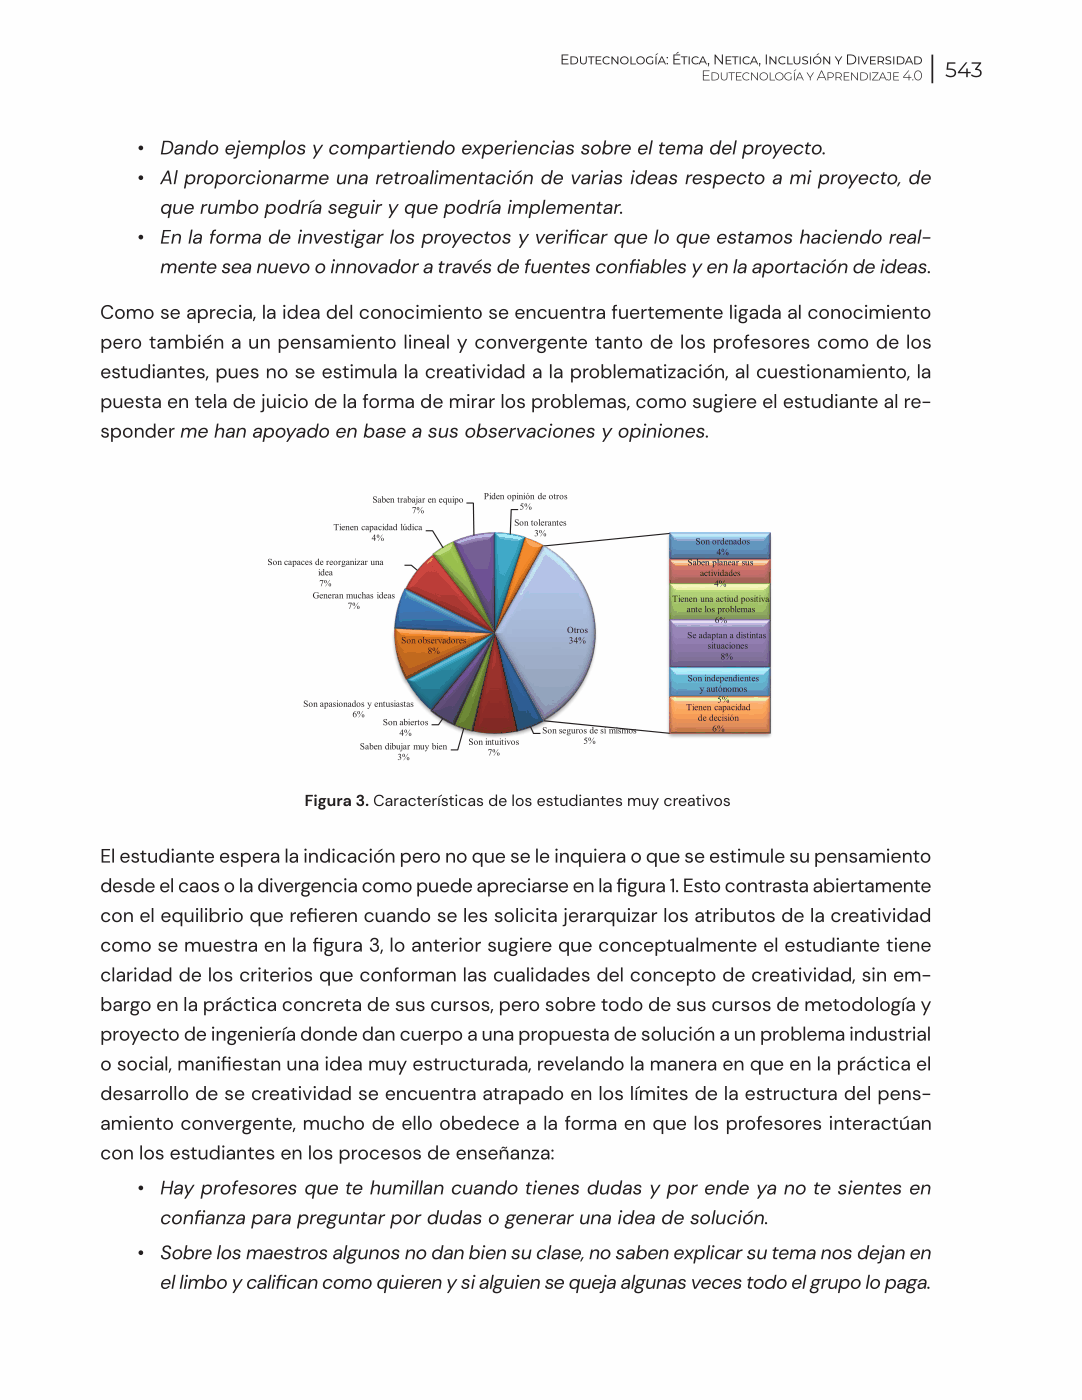 Edutecnología: Ética, Netica, Inclusión y Diversidad
Edutecnología y Aprendizaje 4.0
543
• Dando ejemplos y compartiendo experiencias sobre el tema del proyecto.
• Al proporcionarme una retroalimentación de varias ideas respecto a mi proyecto, de
que rumbo podría seguir y que podría implementar.
• En la forma de investigar los proyectos y verificar que lo que estamos haciendo real-
mente sea nuevo o innovador a través de fuentes confiables y en la aportación de ideas.
Como se aprecia, la idea del conocimiento se encuentra fuertemente ligada al conocimiento
pero también a un pensamiento lineal y convergente tanto de los profesores como de los
estudiantes, pues no se estimula la creatividad a la problematización, al cuestionamiento, la
puesta en tela de juicio de la forma de mirar los problemas, como sugiere el estudiante al re-
sponder me han apoyado en base a sus observaciones y opiniones.
Saben trabajar en equipo
7%
Piden opinión de otros
5%
Son tolerantes
3%
Tienen capacidad lúdica
4%
Son capaces de reorganizar una
idea
7%
Generan muchas ideas
7%
Son observadores
8%
Son apasionados y entusiastas
6%
Son abiertos
4%
Saben dibujar muy bien
3%
Son intuitivos
7%
Son seguros de si mismos
5%
Otros
34%
Son ordenados
4%
Saben planear sus
actividades
4%
Tienen una actiud positiva
ante los problemas
6%
Se adaptan a distintas
situaciones
8%
Son independientes
y autónomos
5%
Tienen capacidad
de decisión
6%
Figura 3. Características de los estudiantes muy creativos
El estudiante espera la indicación pero no que se le inquiera o que se estimule su pensamiento
desde el caos o la divergencia como puede apreciarse en la figura 1. Esto contrasta abiertamente
con el equilibrio que refieren cuando se les solicita jerarquizar los atributos de la creatividad
como se muestra en la figura 3, lo anterior sugiere que conceptualmente el estudiante tiene
claridad de los criterios que conforman las cualidades del concepto de creatividad, sin em-
bargo en la práctica concreta de sus cursos, pero sobre todo de sus cursos de metodología y
proyecto de ingeniería donde dan cuerpo a una propuesta de solución a un problema industrial
o social, manifiestan una idea muy estructurada, revelando la manera en que en la práctica el
desarrollo de se creatividad se encuentra atrapado en los límites de la estructura del pens-
amiento convergente, mucho de ello obedece a la forma en que los profesores interactúan
con los estudiantes en los procesos de enseñanza:
• Hay profesores que te humillan cuando tienes dudas y por ende ya no te sientes en
confianza para preguntar por dudas o generar una idea de solución.
• Sobre los maestros algunos no dan bien su clase, no saben explicar su tema nos dejan en
el limbo y califican como quieren y si alguien se queja algunas veces todo el grupo lo paga.